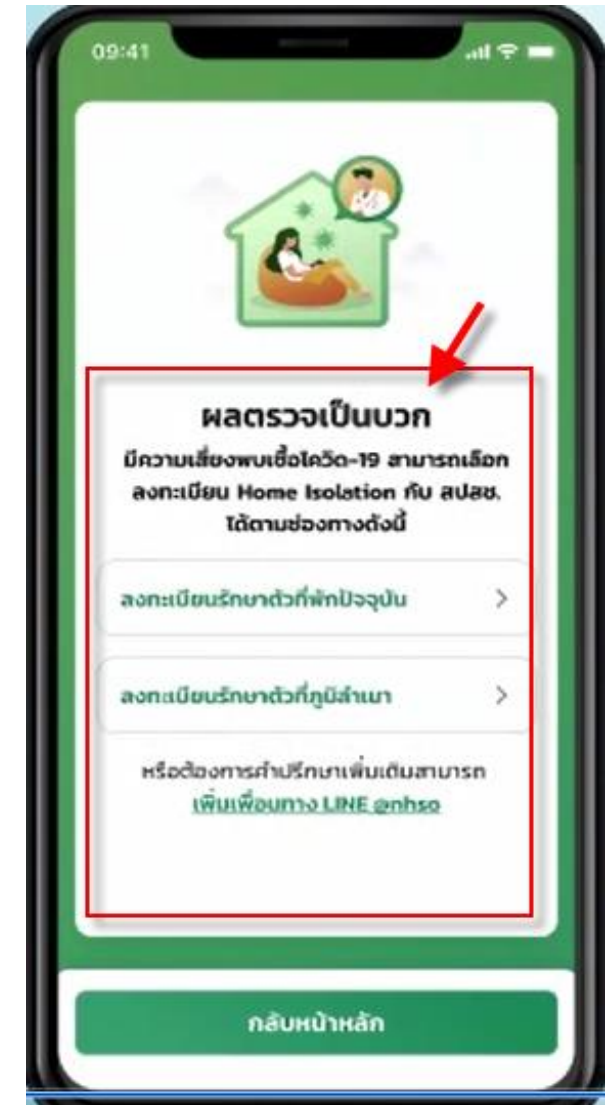 09:41
ผลตรวจเป็นบวก
มีความเสี่ยงพบเชื้อโควิด-19 สามารถเลือก
ลงทะเบียน Home Isolation กับ สปสช.
ได้ตามช่องทางดังนี้
ลงทะเบียนรักษาตัวที่พักปัจจุบัน
ลงทะเบียนรักษาตัวที่ภูมิลำเนา
หรือต้องการคำปรึกษาเพิ่มเติมสามารถ
เพิ่มเพื่อนทาง LINE @nhso
กลับหน้าหลัก